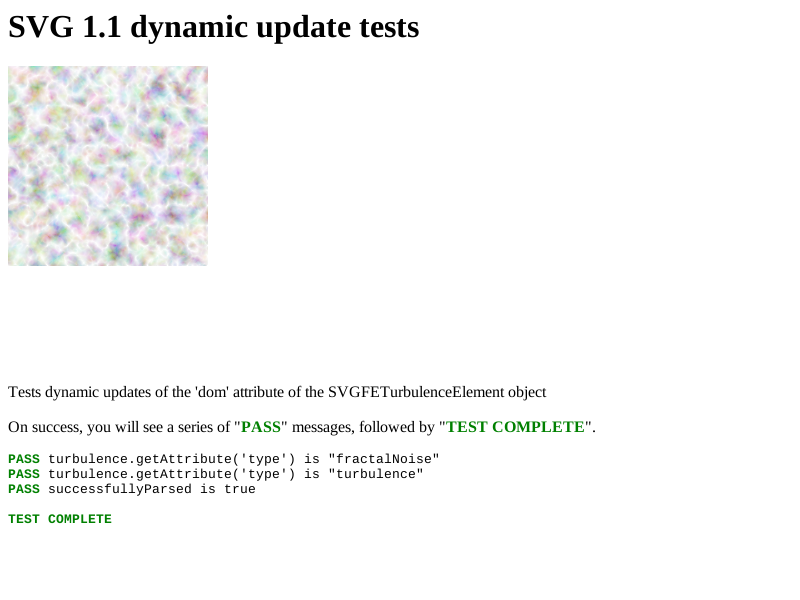 SVG 1.1 dynamic update tests
Tests dynamic updates of the 'dom' attribute of the SVGFETurbulenceElement object
On success, you will see a series of "PASS" messages, followed by "TEST COMPLETE".
PASS turbulence.getAttribute('type') is "fractalNoise"
PASS turbulence.getAttribute('type') is "turbulence"
PASS successfullyParsed is true
TEST COMPLETE